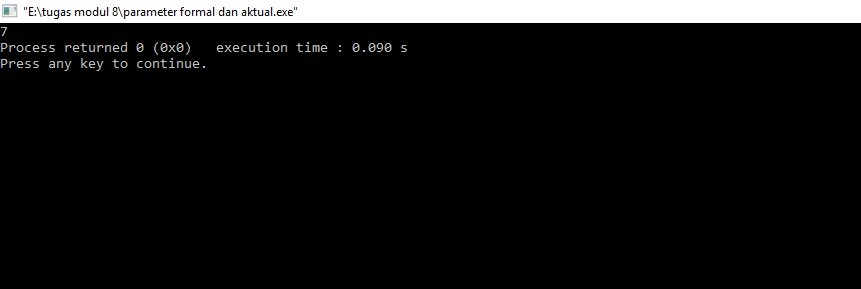 "E:\tugas modul 8\parameter formal dan aktual.exe"
7
Process returned 0 (0x0)   execution time : 0.090 s
Press any key to continue.